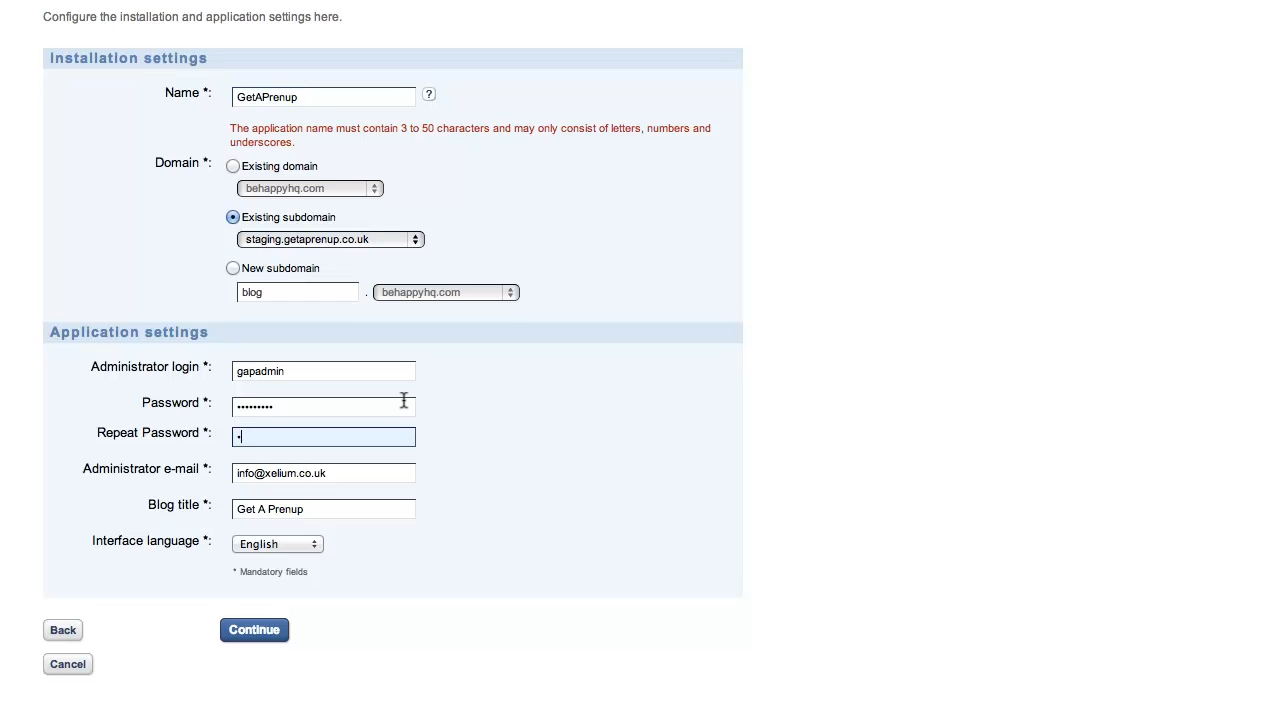 Configure the installation and application settings here.
Installation settings
Name *: GetAPrenup ?
The application name must contain 3 to 50 characters and may only consist of letters, numbers and
underscores.
Domain *: Existing domain
behappyhq.com
Existing subdomain
staging.getaprenup.co.uk
New subdomain
blog . behappyhq.com
Application settings
Administrator login *: gapadmin
Password *: •••••••••
Repeat Password *: •
Administrator e-mail *: info@xelium.co.uk
Blog title *: Get A Prenup
Interface language *: English
* Mandatory fields
Back Continue
Cancel